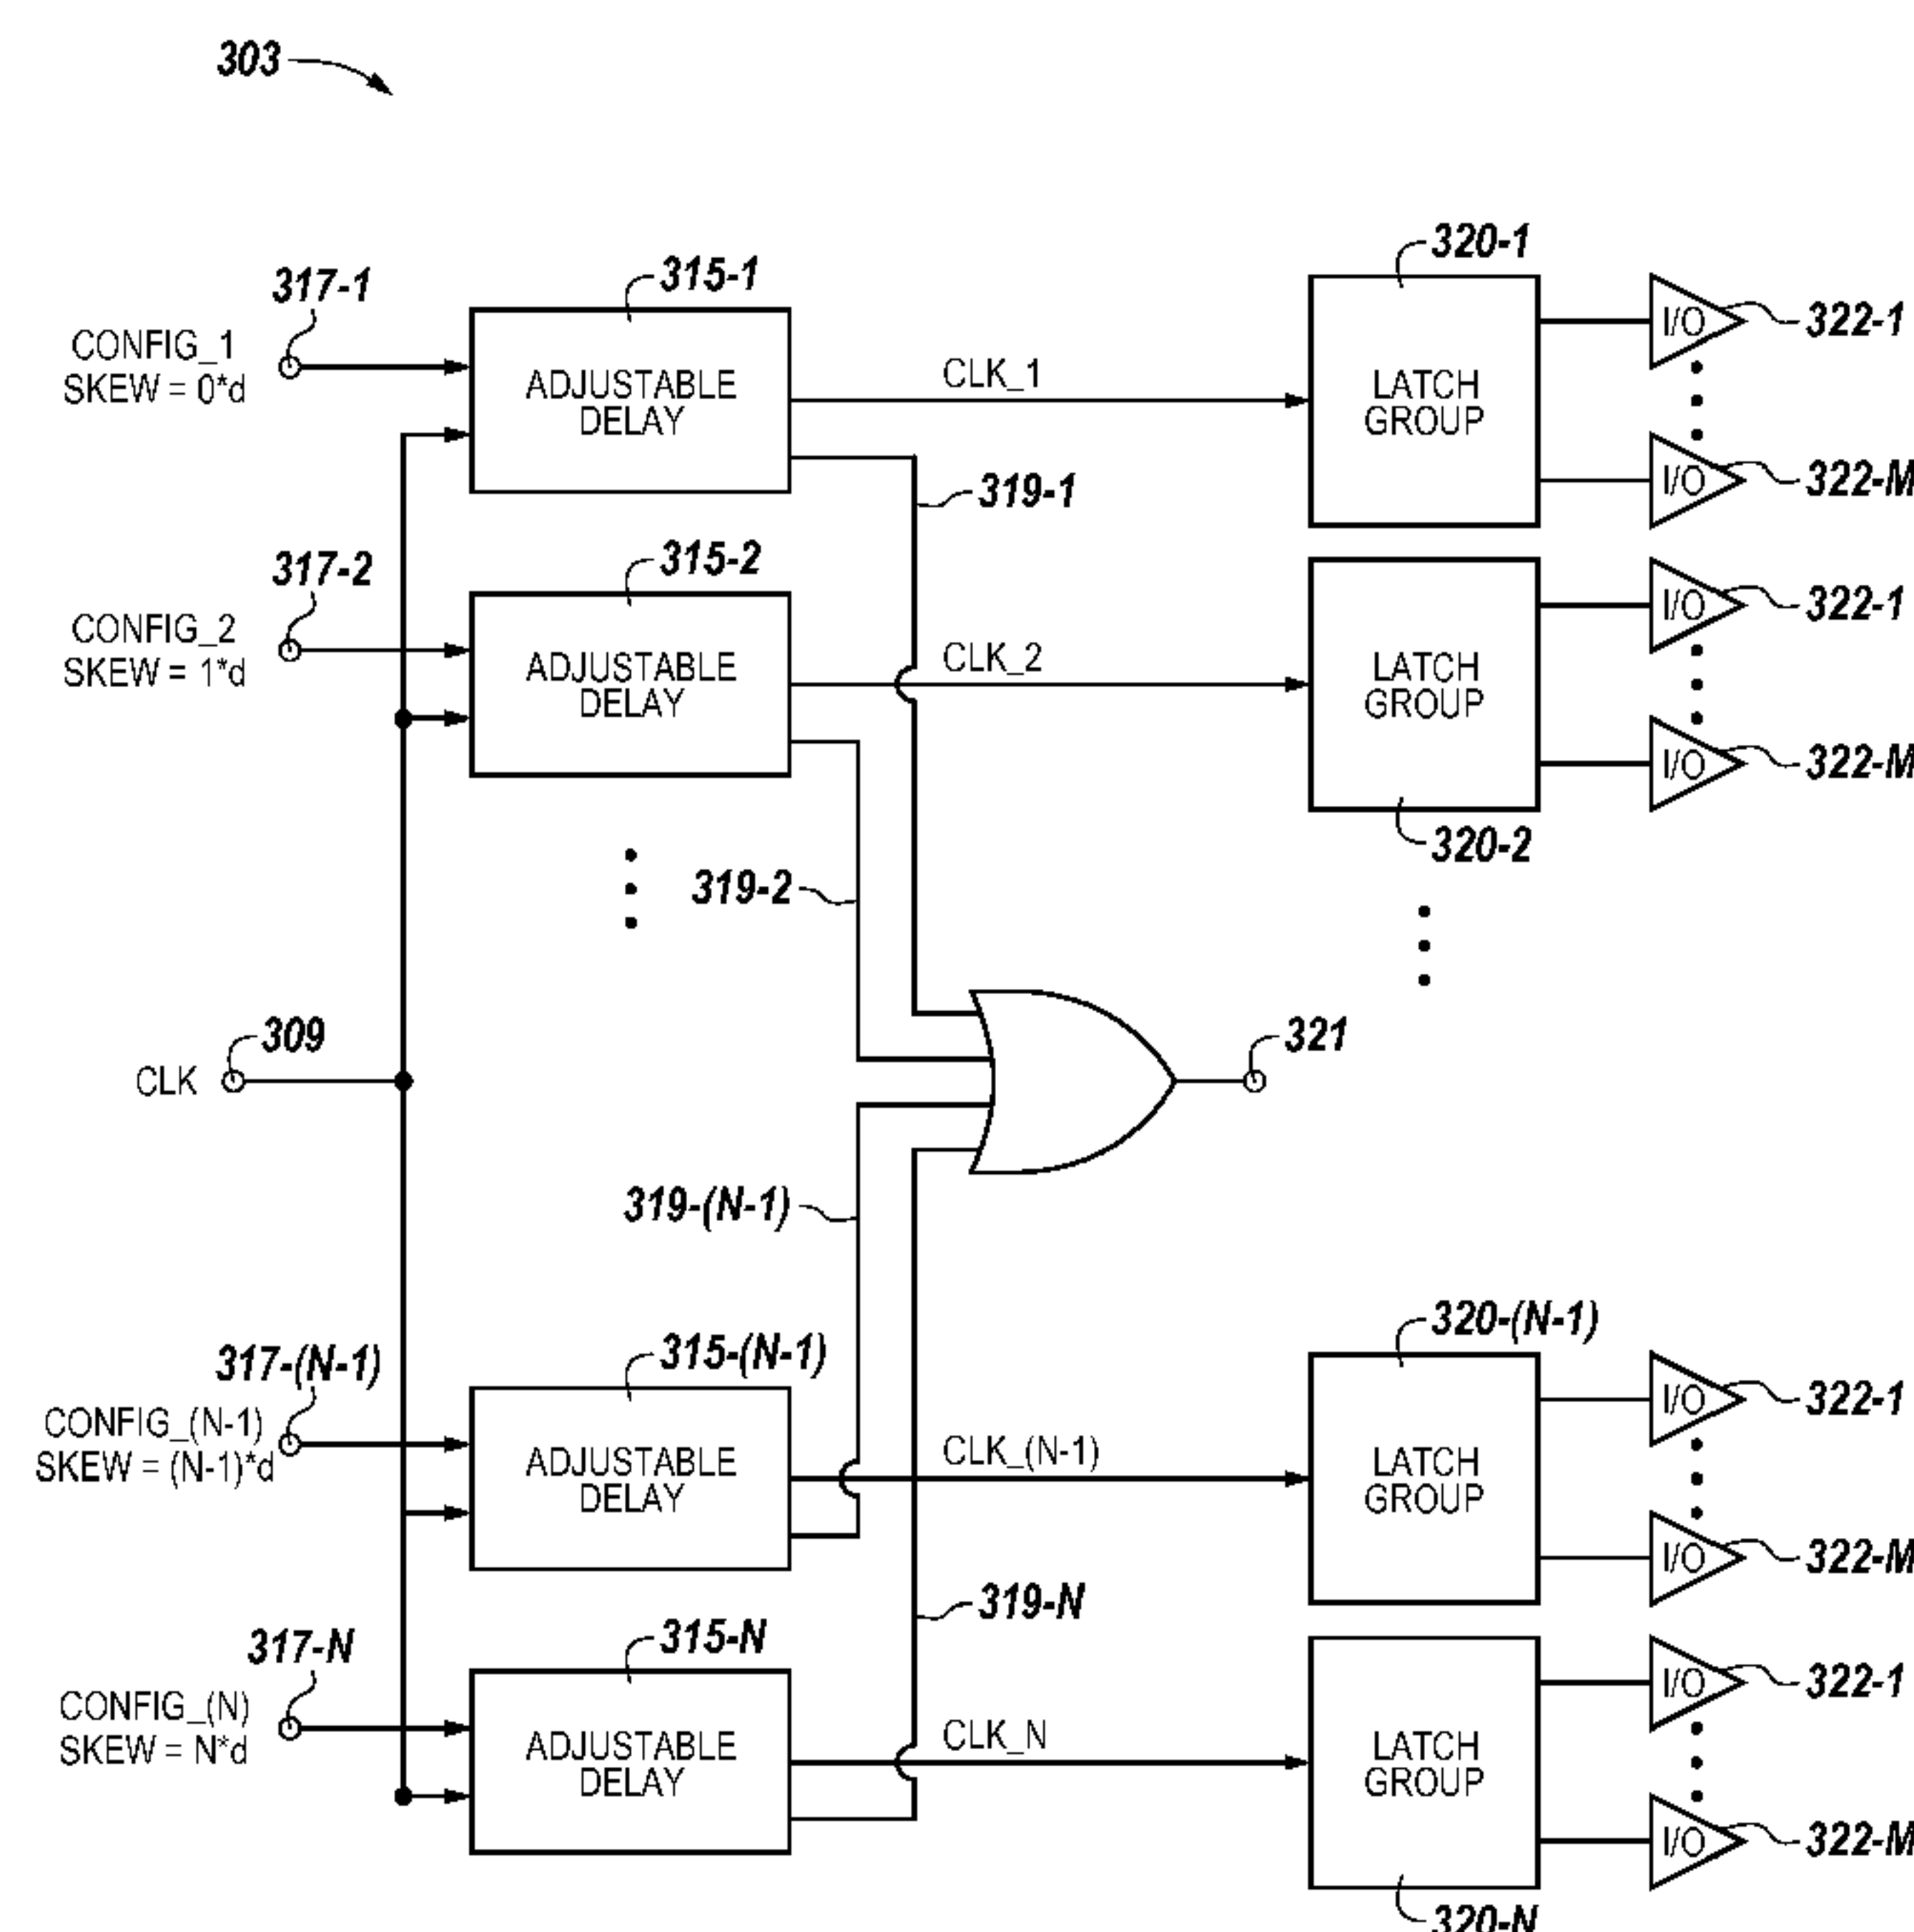 303
320-1
315-1
317-1
322-1
I/O
CONFIG_1
SKEW = 0*d
ADJUSTABLE
DELAY
CLK_1
LATCH
GROUP
319-1
I/O
322-M
315-2
317-2
322-1
I/O
CONFIG_2
SKEW = 1*d
ADJUSTABLE
DELAY
CLK_2
LATCH
GROUP
I/O
322-M
320-2
319-2
309
CLK
321
319-(N-1)
320-(N-1)
315-(N-1)
317-(N-1)
322-1
I/O
CONFIG_(N-1)
SKEW = (N-1)*d
ADJUSTABLE
DELAY
CLK_(N-1)
LATCH
GROUP
I/O
322-M
319-N
315-N
317-N
322-1
I/O
CONFIG_(N)
SKEW = N*d
ADJUSTABLE
DELAY
CLK_N
LATCH
GROUP
I/O
322-M
320-N